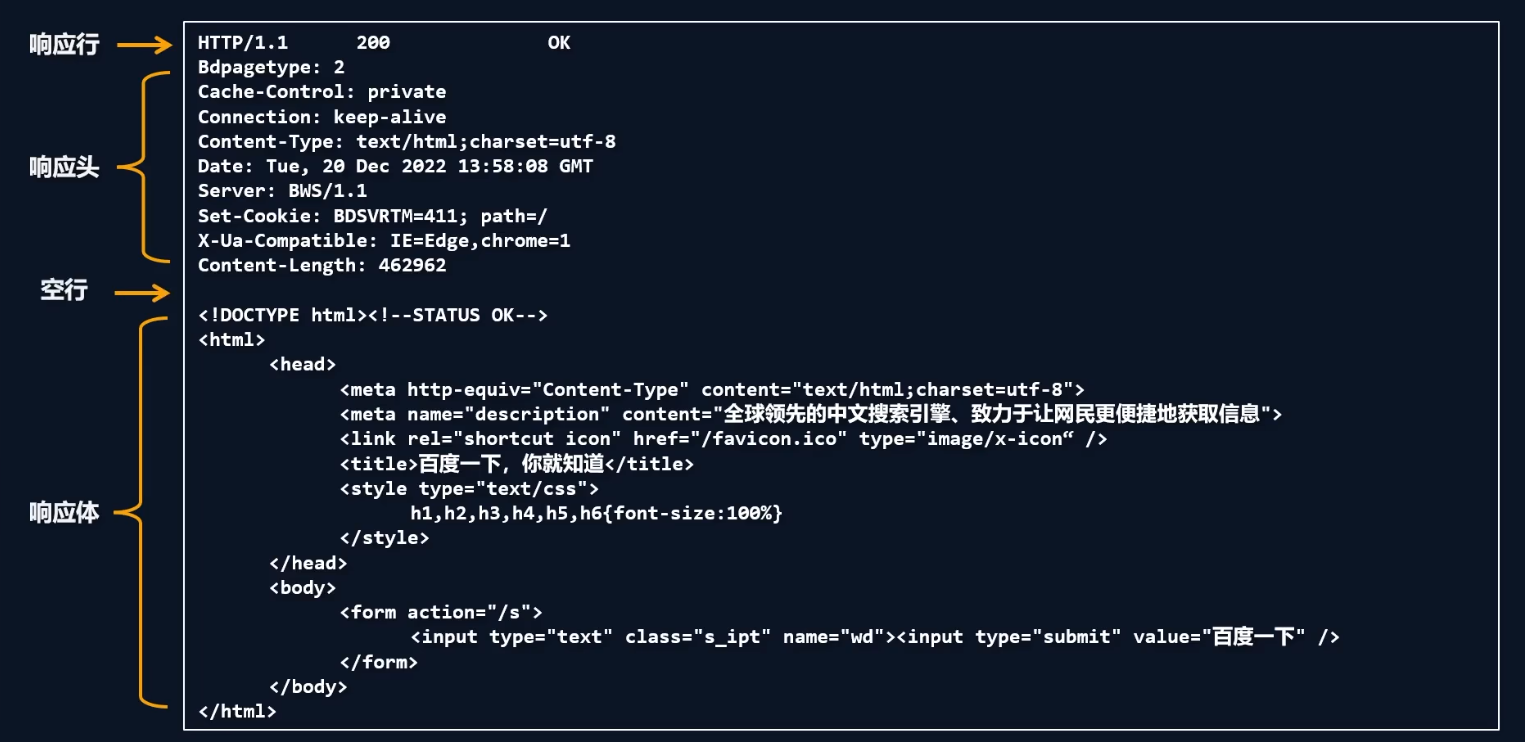 响应行
HTTP/1.1 200 OK
响应头
Bdpagetype: 2
Cache-Control: private
Connection: keep-alive
Content-Type: text/html;charset=utf-8
Date: Tue, 20 Dec 2022 13:58:08 GMT
Server: BWS/1.1
Set-Cookie: BDSVRTM=411; path=/
X-Ua-Compatible: IE=Edge,chrome=1
Content-Length: 462962
空行
响应体
<!DOCTYPE html><!--STATUS OK-->
<html>
<head>
<meta http-equiv="Content-Type" content="text/html;charset=utf-8">
<meta name="description" content="全球领先的中文搜索引擎、致力于让网民更便捷地获取信息">
<link rel="shortcut icon" href="/favicon.ico" type="image/x-icon“ />
<title>百度一下，你就知道</title>
<style type="text/css">
h1,h2,h3,h4,h5,h6{font-size:100%}
</style>
</head>
<body>
<form action="/s">
<input type="text" class="s_ipt" name="wd"><input type="submit" value="百度一下" />
</form>
</body>
</html>